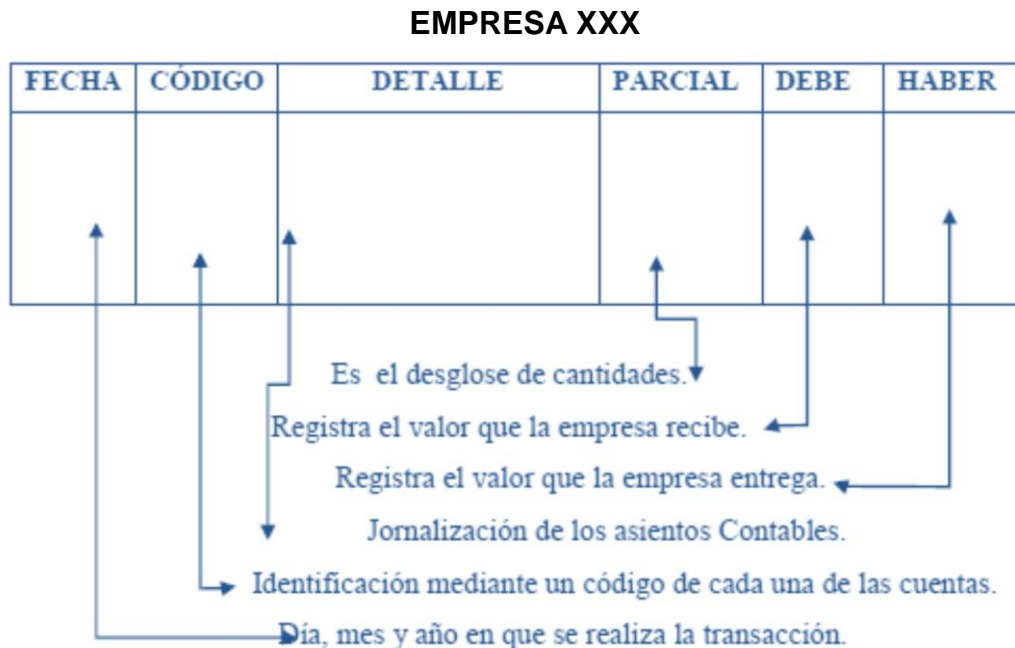 EMPRESA XXX
FECHA CÓDIGO DETALLE PARCIAL DEBE HABER
Es el desglose de cantidades.
Registra el valor que la empresa recibe.
Registra el valor que la empresa entrega.
Jornalización de los asientos Contables.
Identificación mediante un código de cada una de las cuentas.
Día, mes y año en que se realiza la transacción.